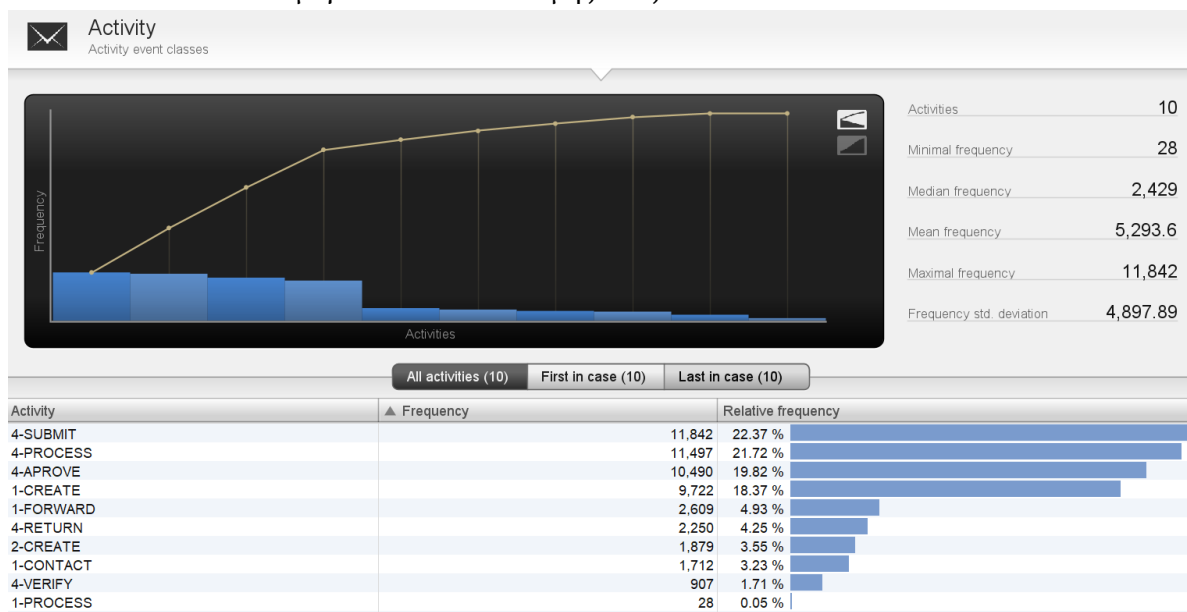 Activity
Activity event classes
Frequency
Activities
Activities 10
Minimal frequency 28
Median frequency 2,429
Mean frequency 5,293.6
Maximal frequency 11,842
Frequency std. deviation 4,897.89
All activities (10) First in case (10) Last in case (10)
Activity ▲ Frequency Relative frequency
4-SUBMIT 11,842 22.37 %
4-PROCESS 11,497 21.72 %
4-APROVE 10,490 19.82 %
1-CREATE 9,722 18.37 %
1-FORWARD 2,609 4.93 %
4-RETURN 2,250 4.25 %
2-CREATE 1,879 3.55 %
1-CONTACT 1,712 3.23 %
4-VERIFY 907 1.71 %
1-PROCESS 28 0.05 %